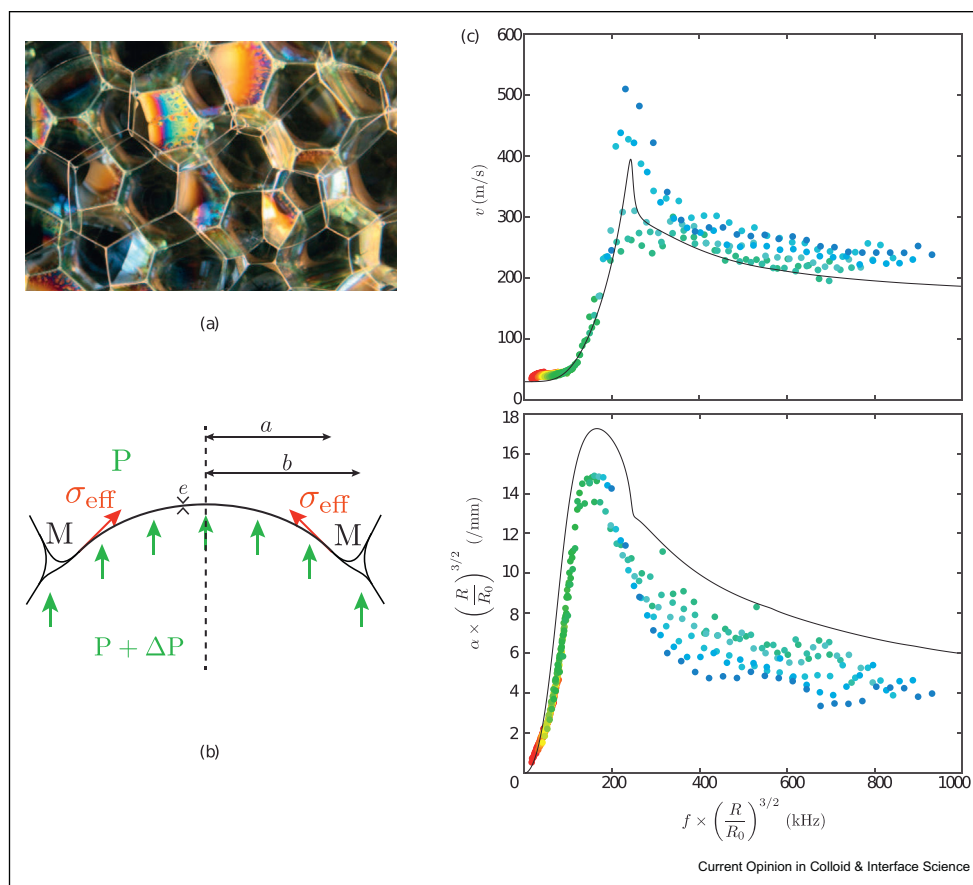 (a)
P
a
b
σeff
e
σeff
M
M
P + ΔP
(b)
(c)
600
500
400
300
200
100
0
v (m/s)
18
16
14
12
10
8
6
4
2
0
α × (R/R0)^3/2 (/mm)
200
400
600
800
1000
f × (R/R0)^3/2 (kHz)
Current Opinion in Colloid & Interface Science